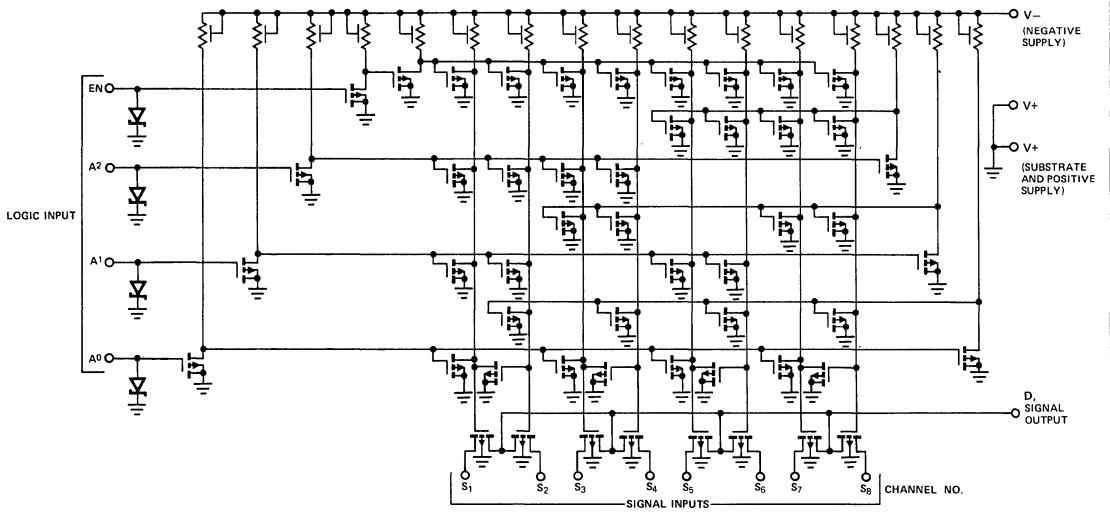 V−
(NEGATIVE
SUPPLY)
EN
V+
V+
(SUBSTRATE
AND POSITIVE
SUPPLY)
A2
LOGIC INPUT
A1
A0
D,
SIGNAL
OUTPUT
S1 S2 S3 S4 S5 S6 S7 S8 CHANNEL NO.
SIGNAL INPUTS